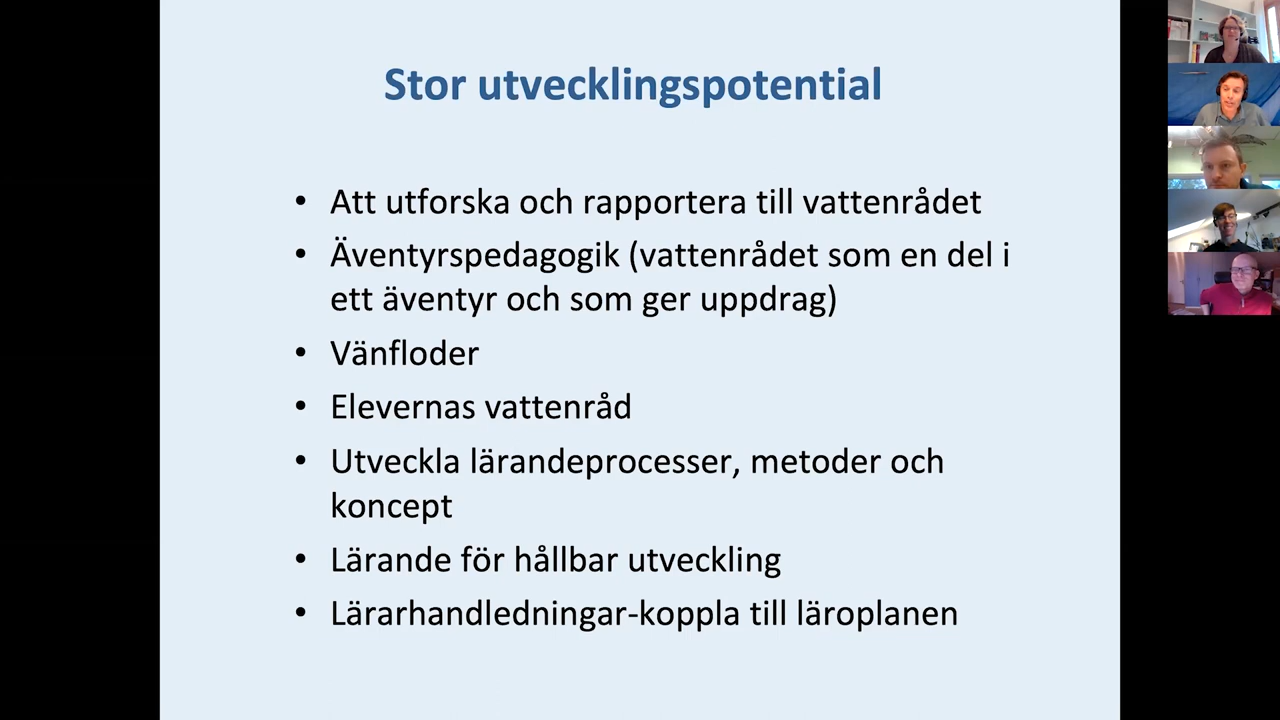 Stor utvecklingspotential
• Att utforska och rapportera till vattenrådet
• Äventyrspedagogik (vattenrådet som en del i
ett äventyr och som ger uppdrag)
• Vänfloder
• Elevernas vattenråd
• Utveckla lärandeprocesser, metoder och
koncept
• Lärande för hållbar utveckling
• Lärarhandledningar-koppla till läroplanen